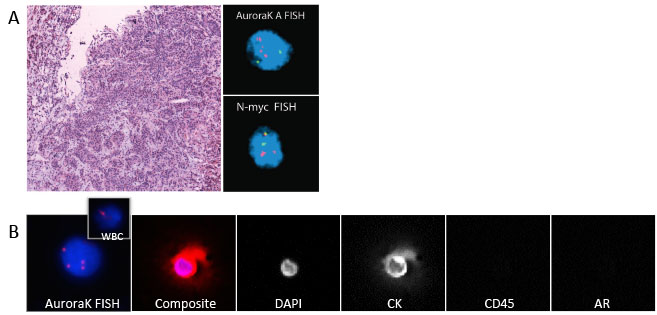 A
AuroraK A FISH
N-myc  FISH
B
WBC
AuroraK FISH
Composite
DAPI
CK
CD45
AR